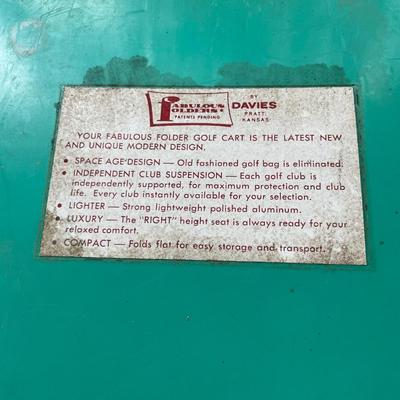 Fabulous
Folders
PATENTS PENDING
BY
DAVIES
PRATT,
KANSAS
YOUR FABULOUS FOLDER GOLF CART IS THE LATEST NEW
AND UNIQUE MODERN DESIGN.
• SPACE AGE DESIGN — Old fashioned golf bag is eliminated.
• INDEPENDENT CLUB SUSPENSION — Each golf club is
independently supported, for maximum protection and club
life. Every club instantly available for your selection.
• LIGHTER — Strong lightweight polished aluminum.
• LUXURY — The "RIGHT" height seat is always ready for your
relaxed comfort.
• COMPACT — Folds flat for easy storage and transport.